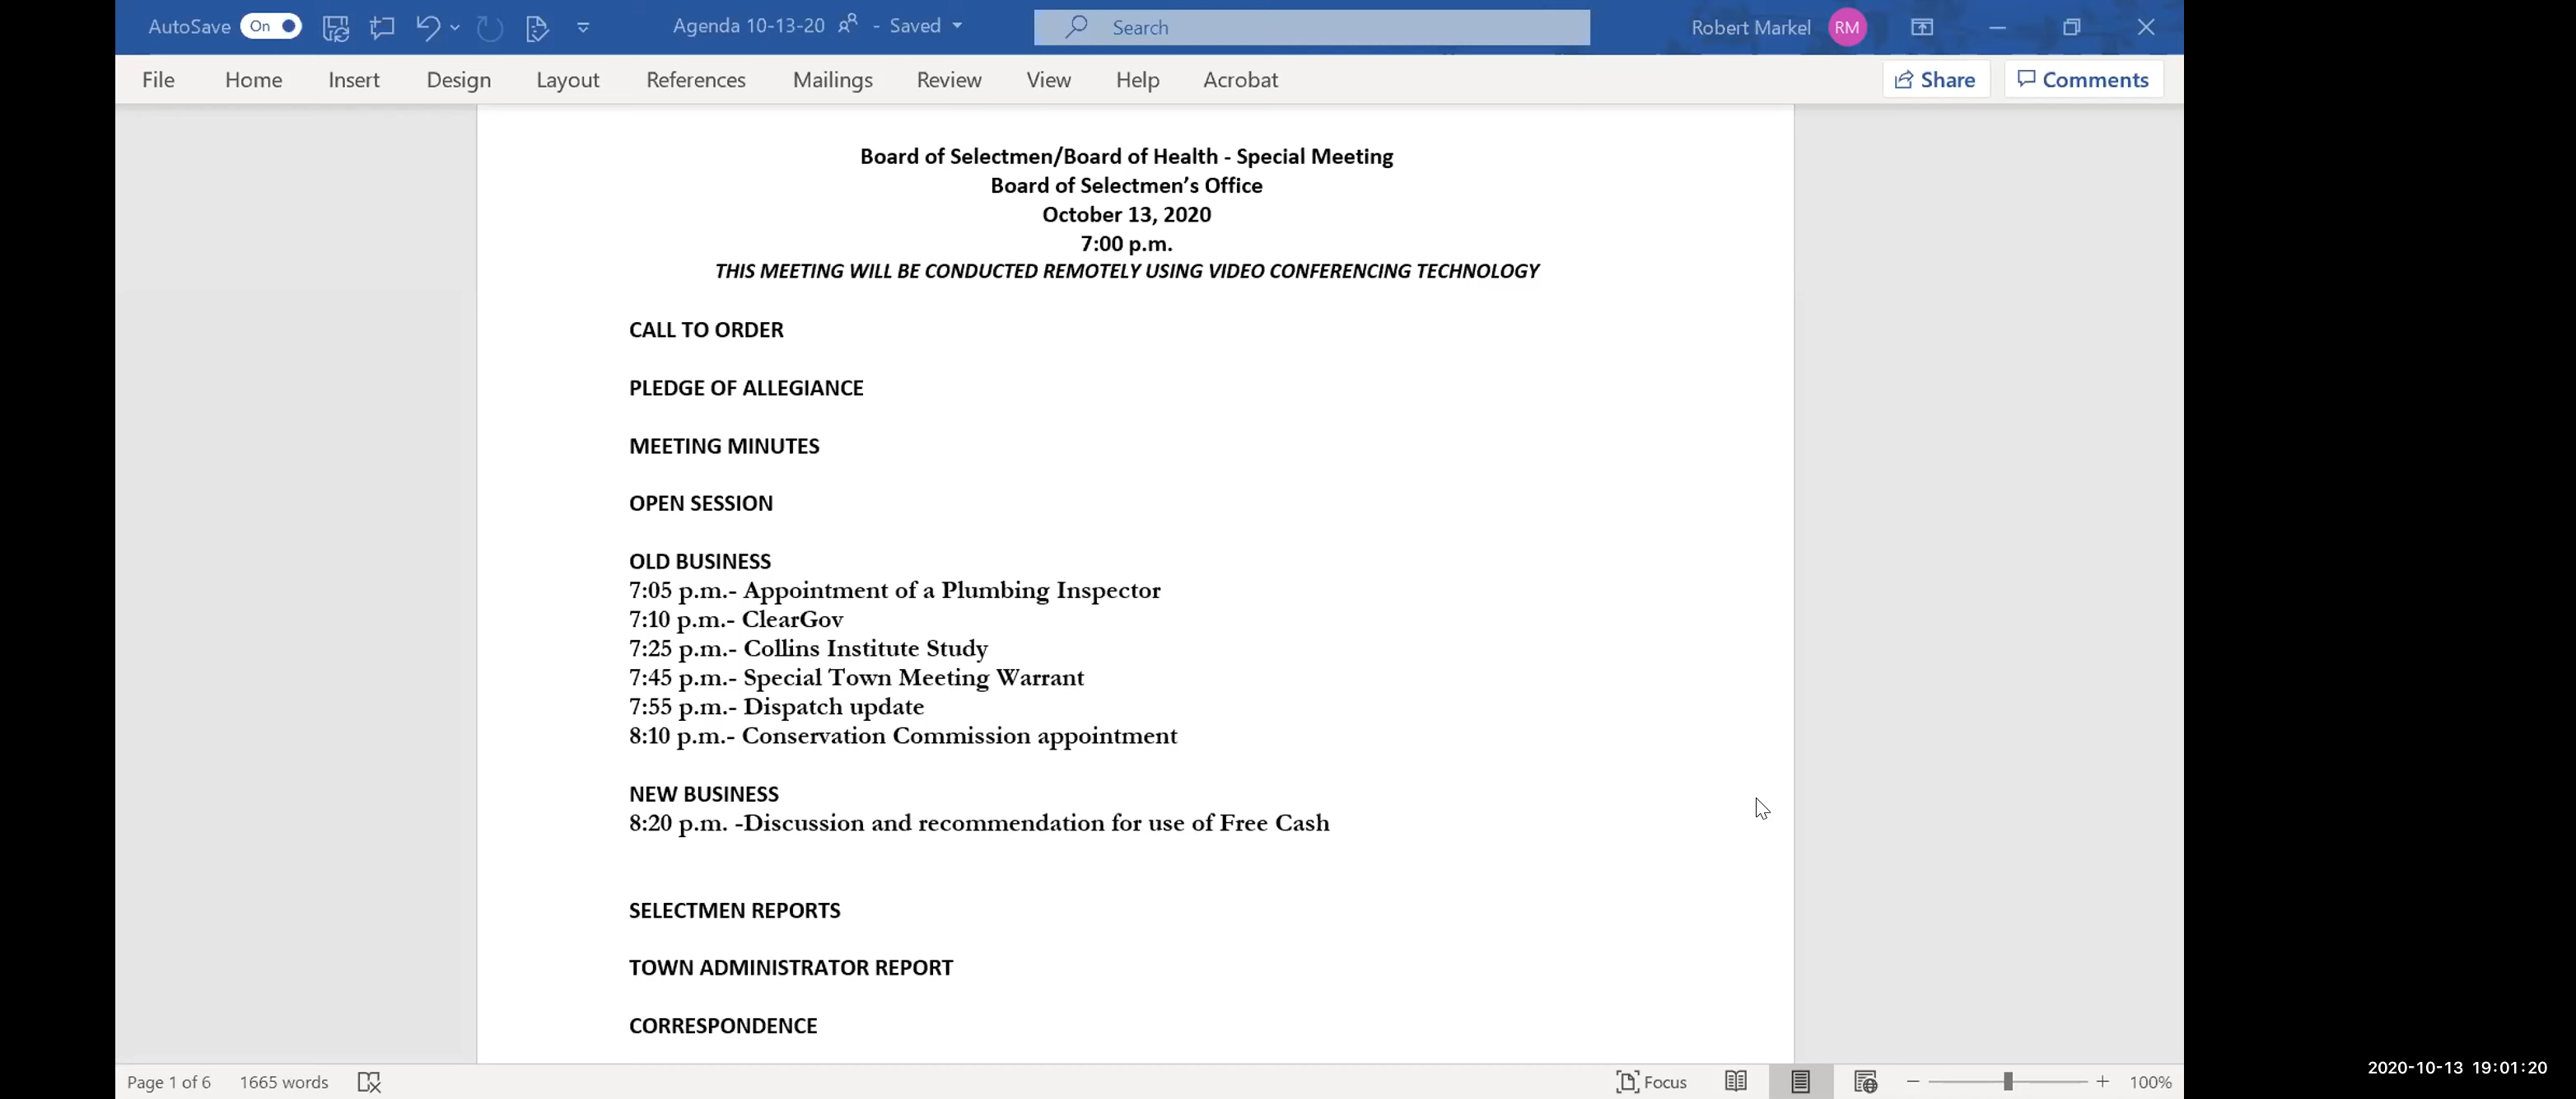 AutoSave On Agenda 10-13-20 - Saved Search Robert Markel RM
File Home Insert Design Layout References Mailings Review View Help Acrobat Share Comments
Board of Selectmen/Board of Health - Special Meeting
Board of Selectmen’s Office
October 13, 2020
7:00 p.m.
THIS MEETING WILL BE CONDUCTED REMOTELY USING VIDEO CONFERENCING TECHNOLOGY
CALL TO ORDER
PLEDGE OF ALLEGIANCE
MEETING MINUTES
OPEN SESSION
OLD BUSINESS
7:05 p.m.- Appointment of a Plumbing Inspector
7:10 p.m.- ClearGov
7:25 p.m.- Collins Institute Study
7:45 p.m.- Special Town Meeting Warrant
7:55 p.m.- Dispatch update
8:10 p.m.- Conservation Commission appointment
NEW BUSINESS
8:20 p.m. -Discussion and recommendation for use of Free Cash
SELECTMEN REPORTS
TOWN ADMINISTRATOR REPORT
CORRESPONDENCE
Page 1 of 6 1665 words Focus 100%
2020-10-13 19:01:20